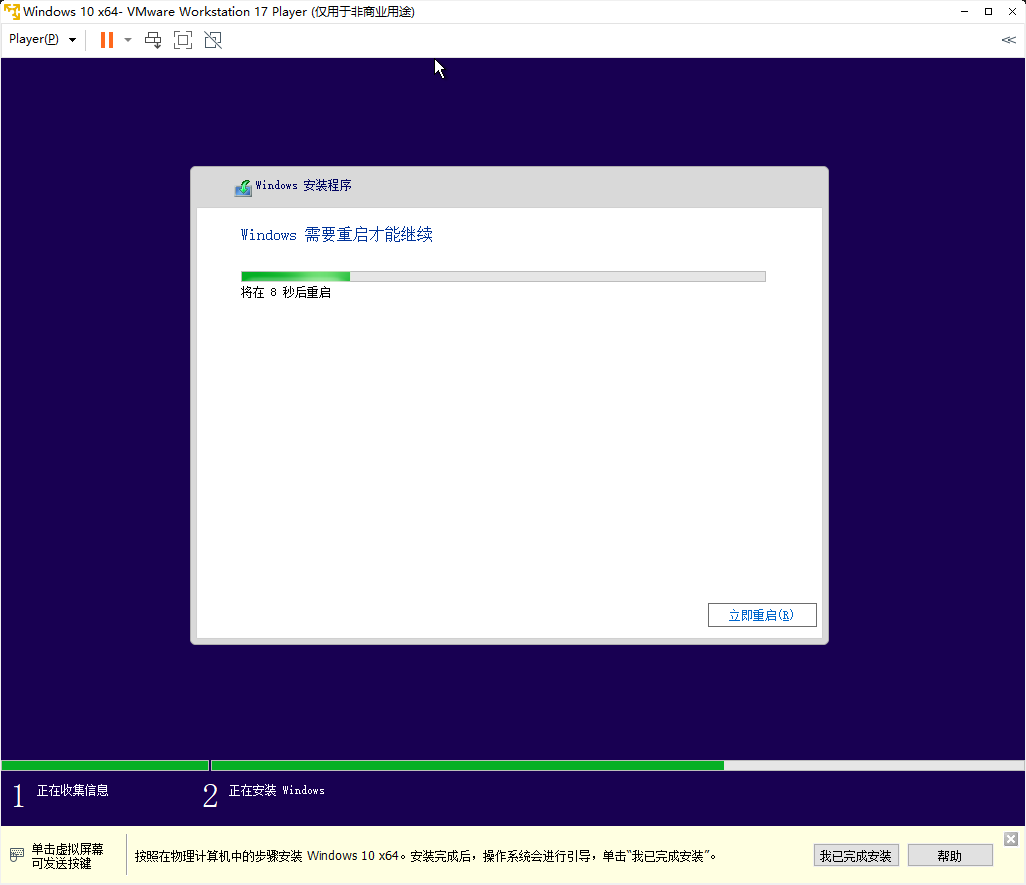 Windows 10 x64- VMware Workstation 17 Player (仅用于非商业用途)
Player(P)
Windows 安装程序
Windows 需要重启才能继续
将在 8 秒后重启
立即重启(R)
1 正在收集信息
2 正在安装 Windows
单击虚拟屏幕
可发送按键
按照在物理计算机中的步骤安装 Windows 10 x64。安装完成后，操作系统会进行引导，单击“我已完成安装”。
我已完成安装
帮助